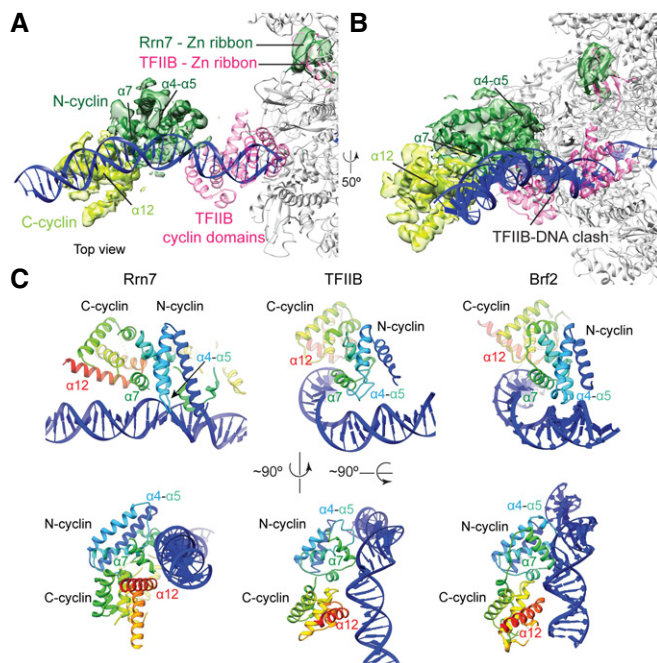 A
Rrn7 - Zn ribbon
TFIIB - Zn ribbon
α4-α5
α7
N-cyclin
α12
C-cyclin
TFIIB
cyclin domains
Top view
50º
B
α4-α5
α7
α12
TFIIB-DNA clash
C
Rrn7
TFIIB
Brf2
C-cyclin
N-cyclin
α12
α7
α4-α5
C-cyclin
N-cyclin
α12
α7
α4-α5
C-cyclin
N-cyclin
α12
α7
α4-α5
~90º
~90º
α4-α5
N-cyclin
α7
C-cyclin
α12
α4-α5
N-cyclin
α7
C-cyclin
α12
α4-α5
N-cyclin
α7
C-cyclin
α12